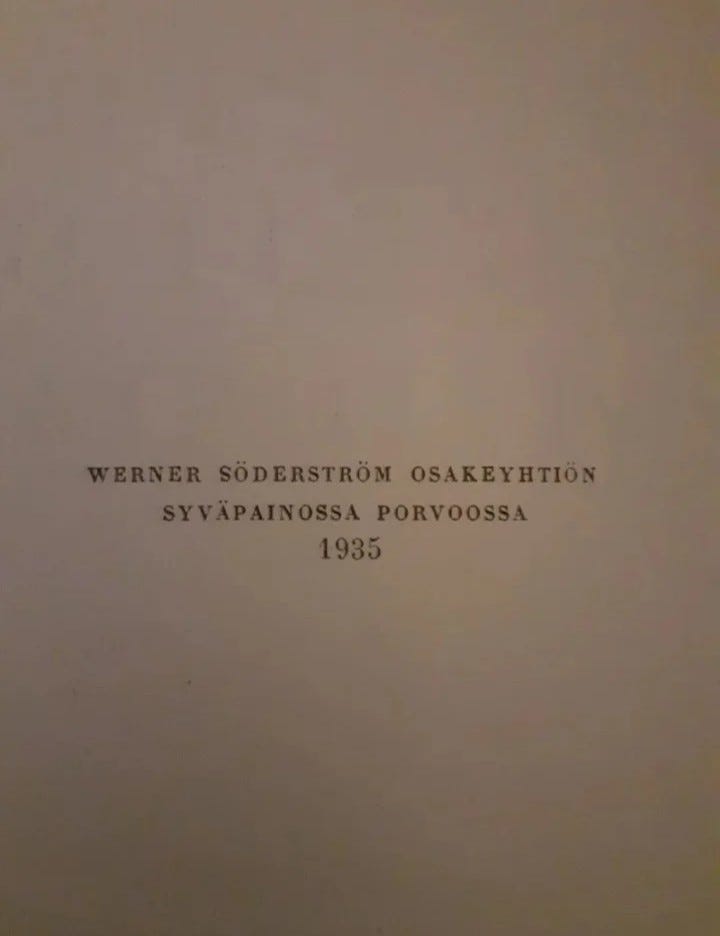 WERNER SÖDERSTRÖM OSAKEYHTIÖN
SYVÄPAINOSSA PORVOOSSA
1935